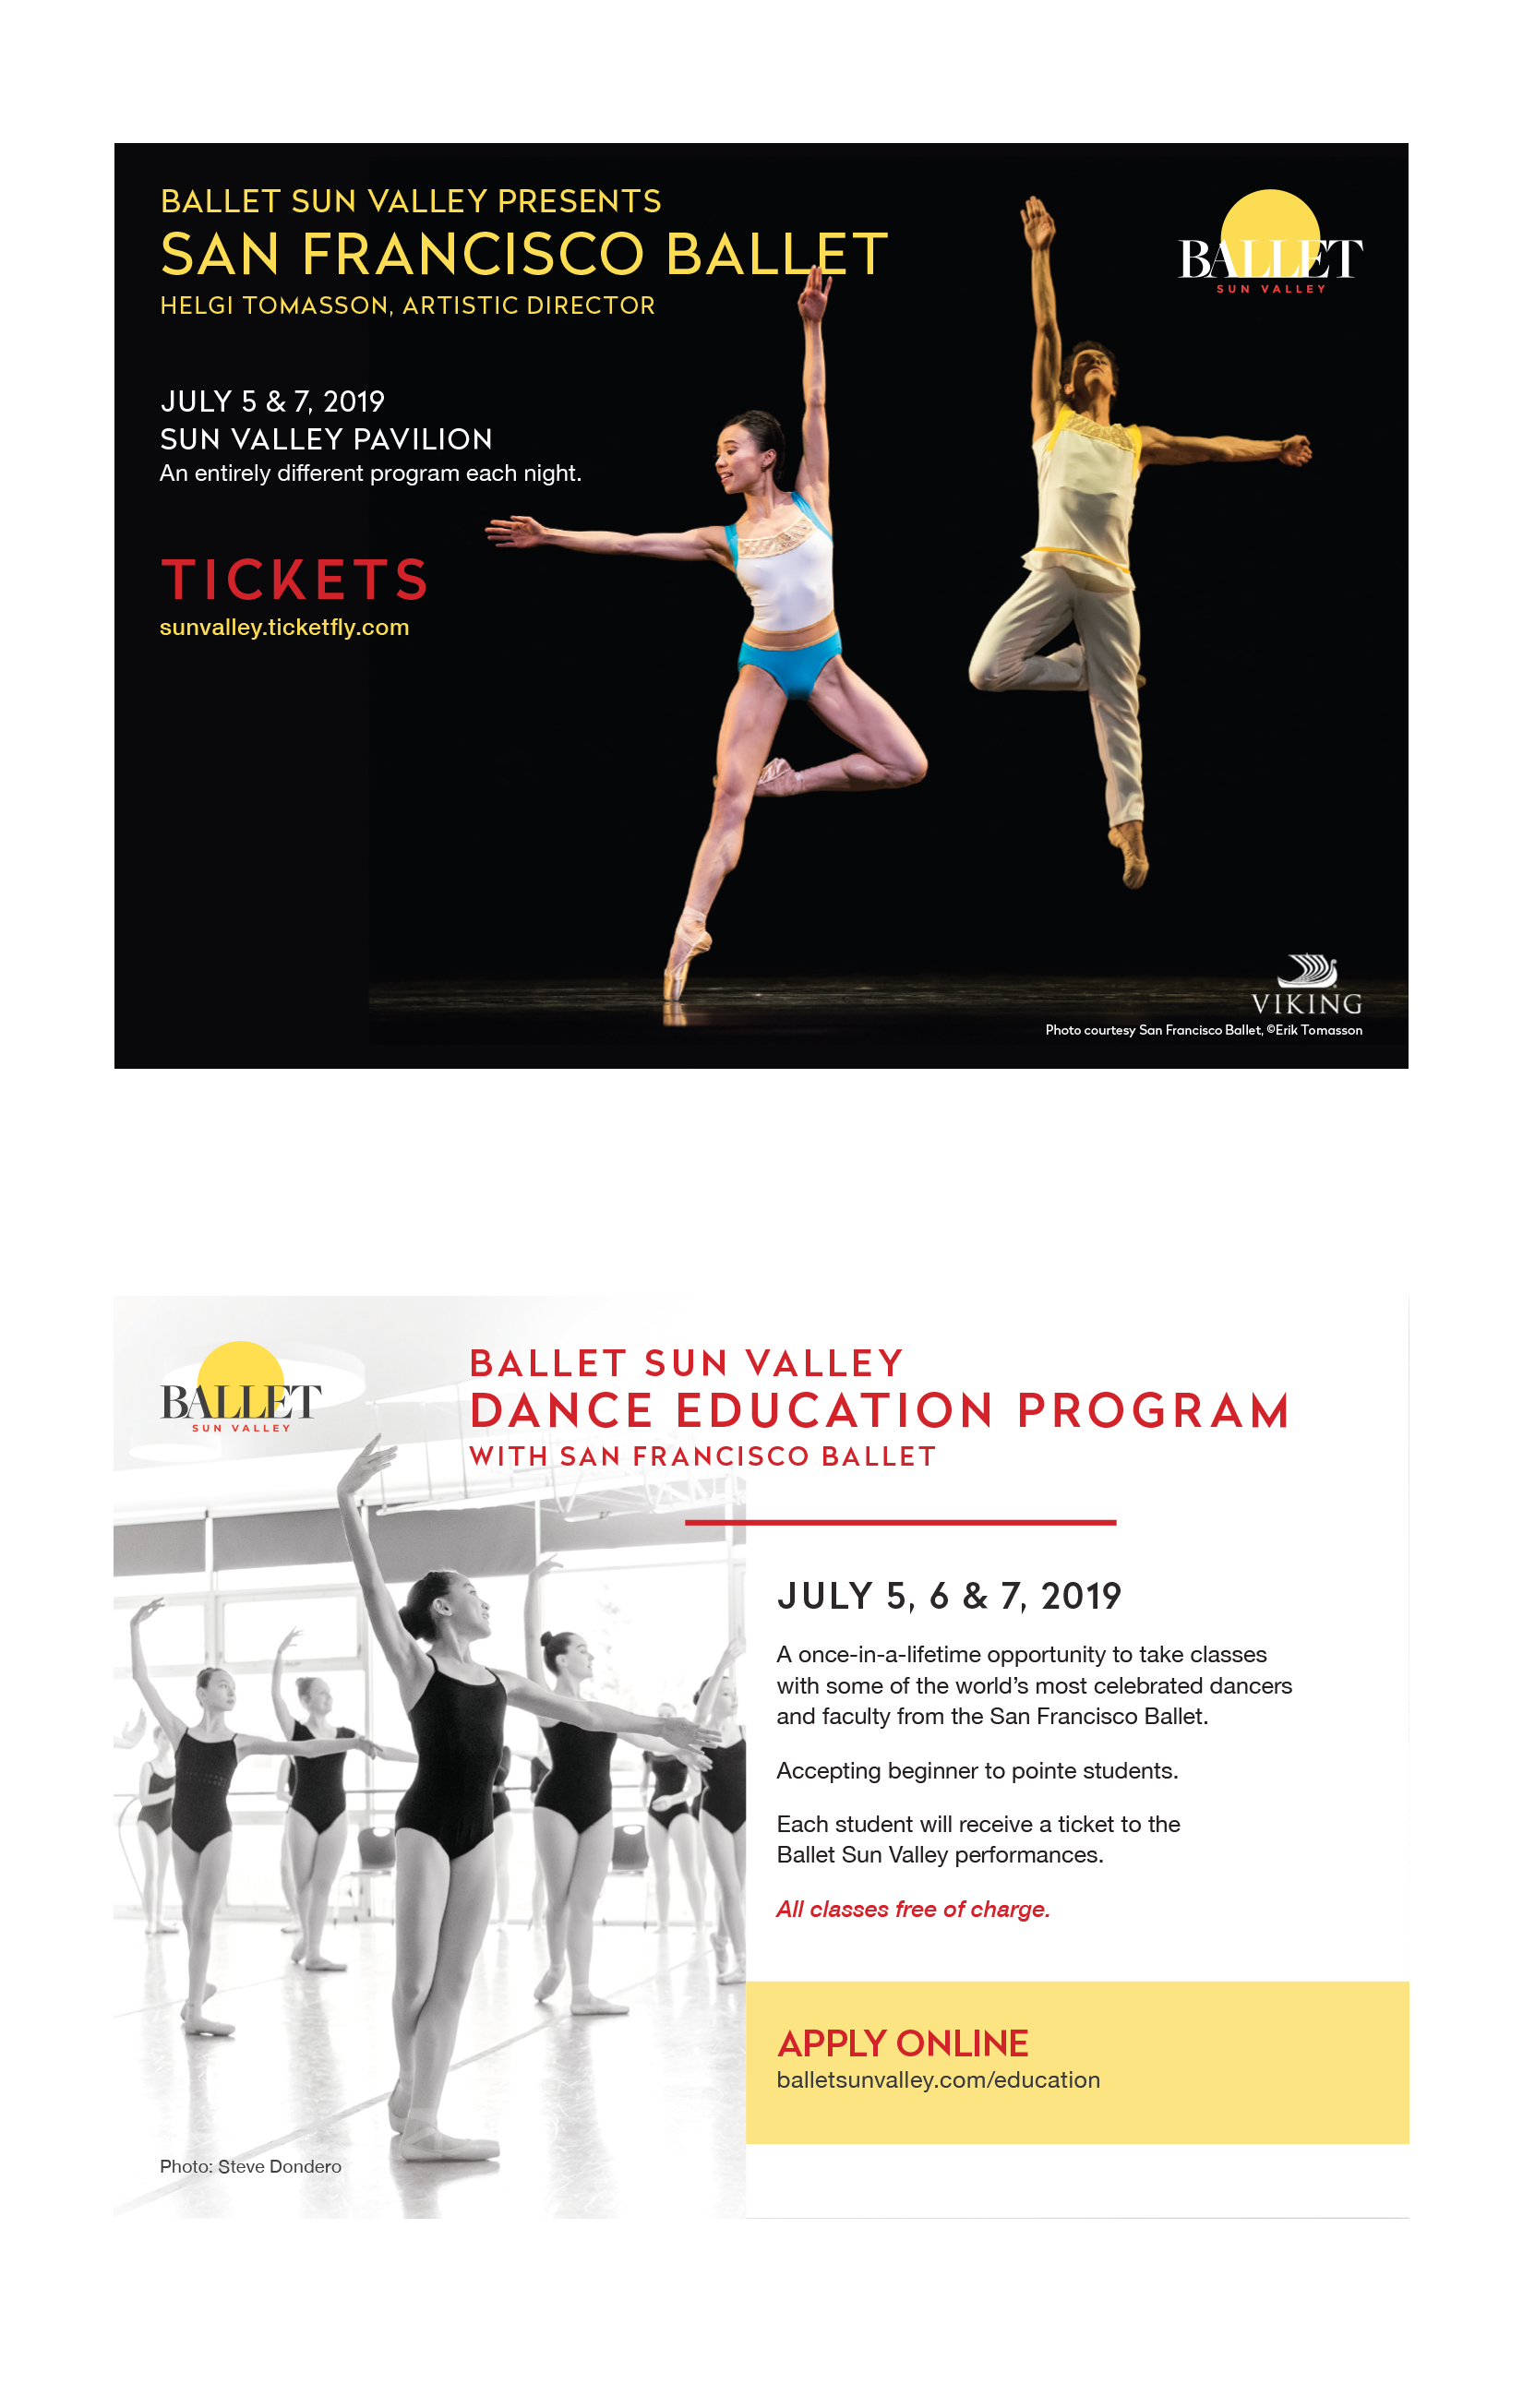 BALLET SUN VALLEY PRESENTS
SAN FRANCISCO BALLET
HELGI TOMASSON, ARTISTIC DIRECTOR
BALLET
SUN VALLEY
JULY 5 & 7, 2019
SUN VALLEY PAVILION
An entirely different program each night.
TICKETS
sunvalley.ticketfly.com
VIKING
Photo courtesy San Francisco Ballet, ©Erik Tomasson
BALLET
SUN VALLEY
BALLET SUN VALLEY
DANCE EDUCATION PROGRAM
WITH SAN FRANCISCO BALLET
JULY 5, 6 & 7, 2019
A once-in-a-lifetime opportunity to take classes
with some of the world’s most celebrated dancers
and faculty from the San Francisco Ballet.
Accepting beginner to pointe students.
Each student will receive a ticket to the
Ballet Sun Valley performances.
All classes free of charge.
APPLY ONLINE
balletsunvalley.com/education
Photo: Steve Dondero